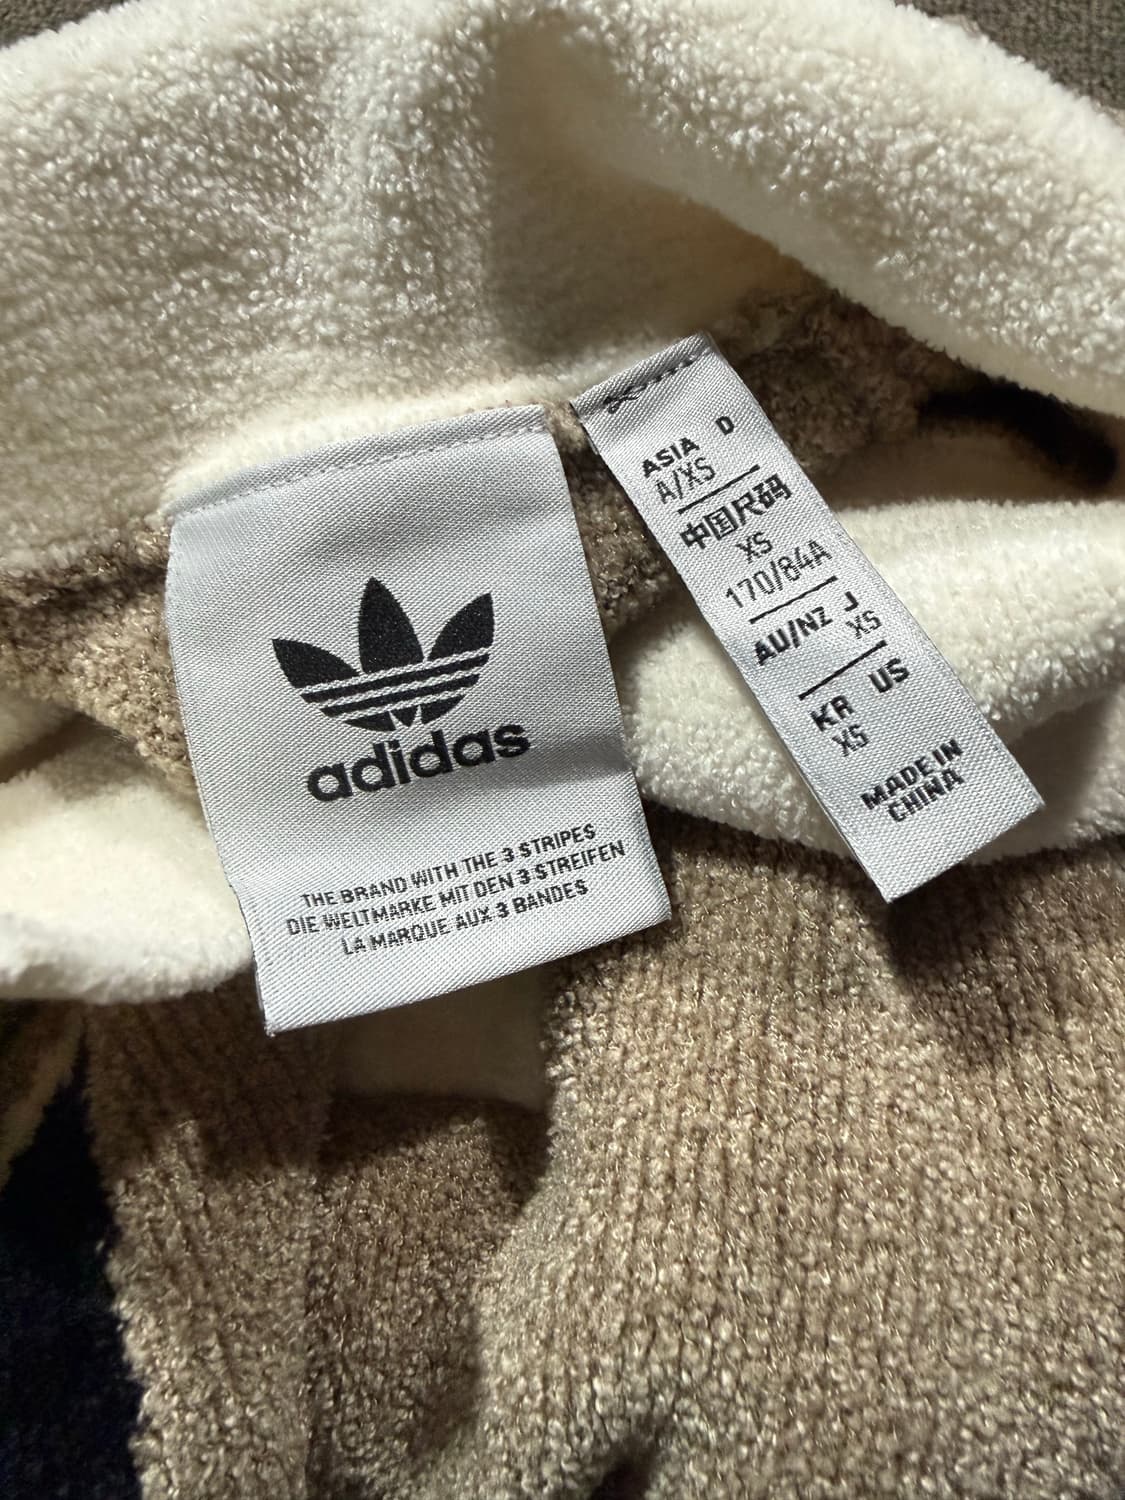 adidas
THE BRAND WITH THE 3 STRIPES
DIE WELTMARKE MIT DEN 3 STREIFEN
LA MARQUE AUX 3 BANDES
ASIA D
A/XS
中国尺码
XS
170/84A
AU/NZ J
XS
KR US
XS
MADE IN
CHINA